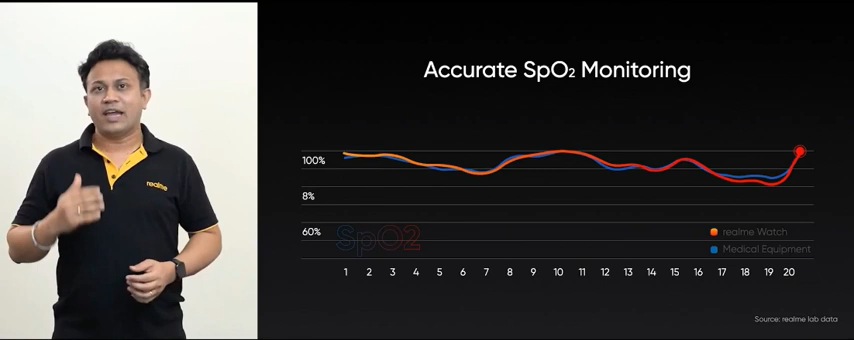 Accurate SpO₂ Monitoring
realme
100%
8%
60%
SpO2
realme Watch
Medical Equipment
1 2 3 4 5 6 7 8 9 10 11 12 13 14 15 16 17 18 19 20
Source: realme lab data